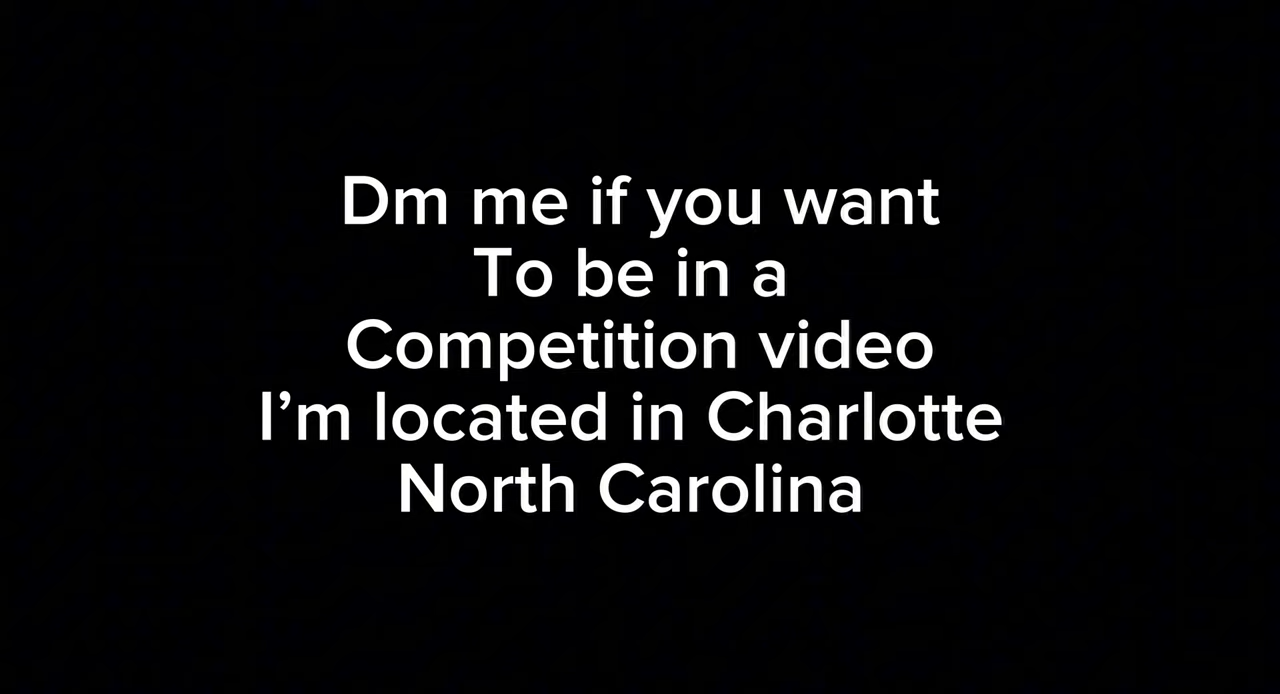 Dm me if you want
To be in a
Competition video
I’m located in Charlotte
North Carolina